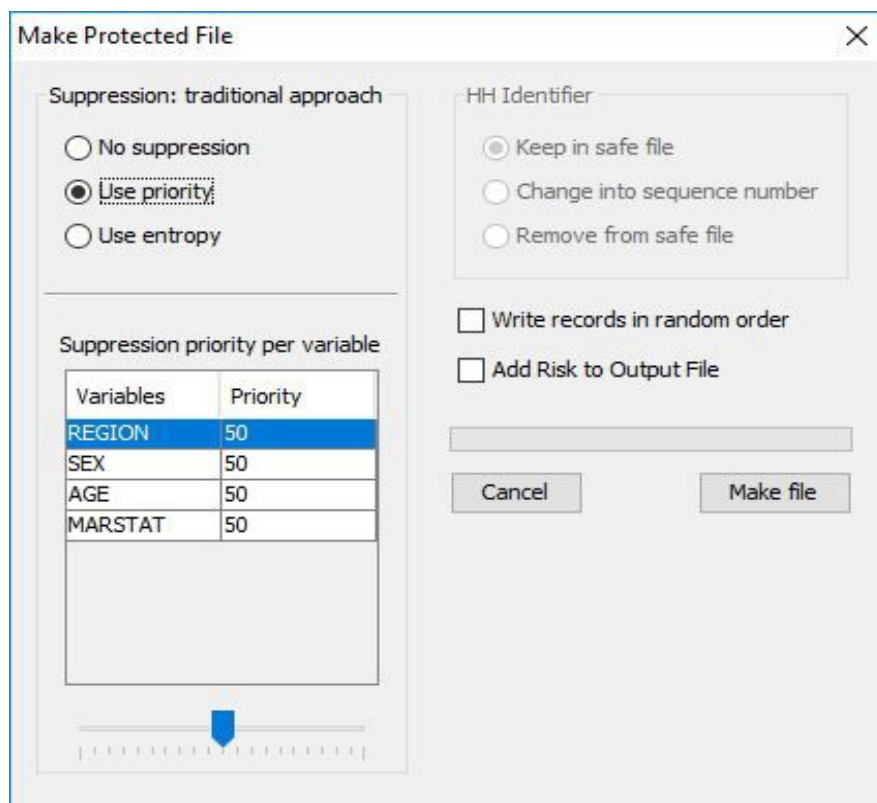 Make Protected File
Suppression: traditional approach
No suppression
Use priority
Use entropy
Suppression priority per variable
Variables Priority
REGION 50
SEX 50
AGE 50
MARSTAT 50
HH Identifier
Keep in safe file
Change into sequence number
Remove from safe file
Write records in random order
Add Risk to Output File
Cancel Make file